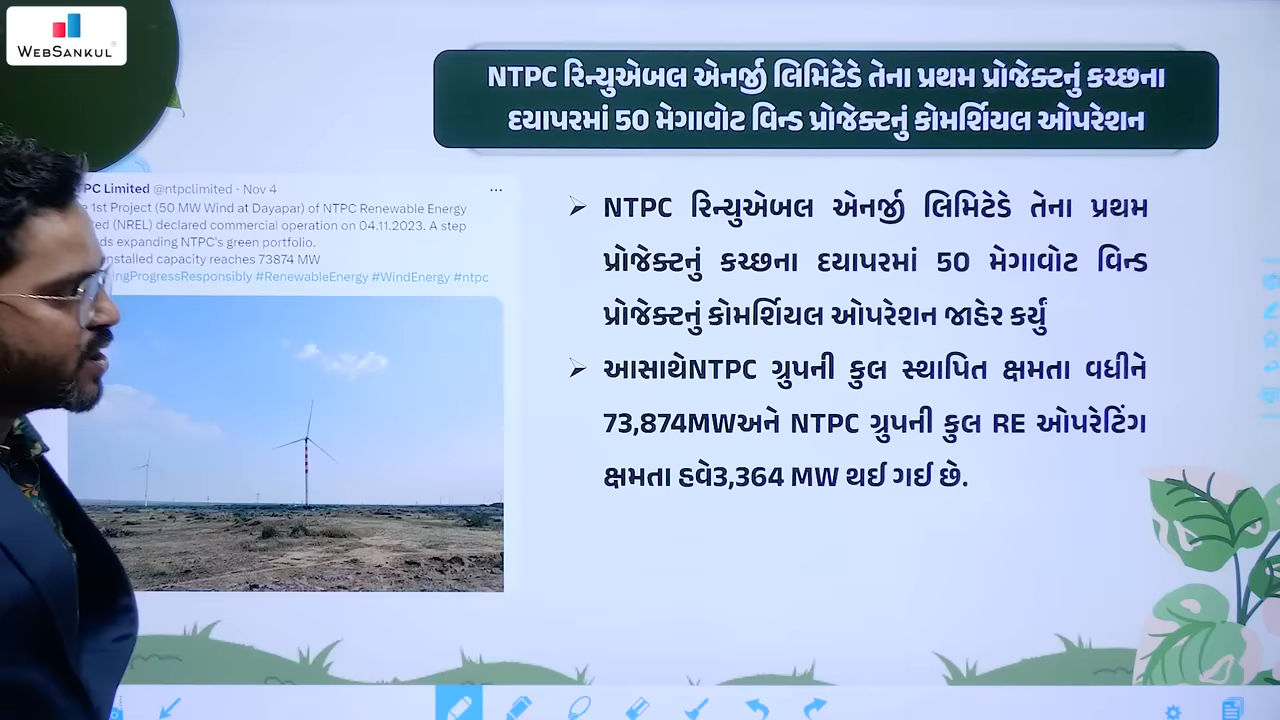 WEBSANKUL
NTPC રિન્યુએબલ એનર્જી લિમિટેડે તેના પ્રથમ પ્રોજેક્ટનું કચ્છના
દયાપરમાં 50 મેગાવોટ વિન્ડ પ્રોજેક્ટનું કોમર્શિયલ ઓપરેશન
PC Limited @ntpclimited · Nov 4
1st Project (50 MW Wind at Dayapar) of NTPC Renewable Energy
(NREL) declared commercial operation on 04.11.2023. A step
expanding NTPC's green portfolio.
installed capacity reaches 73874 MW
ngProgressResponsibly #RenewableEnergy #WindEnergy #ntpc
➢ NTPC રિન્યુએબલ એનર્જી લિમિટેડે તેના પ્રથમ
પ્રોજેક્ટનું કચ્છના દયાપરમાં 50 મેગાવોટ વિન્ડ
પ્રોજેક્ટનું કોમર્શિયલ ઓપરેશન જાહેર કર્યું
➢ આસાથેNTPC ગ્રુપની કુલ સ્થાપિત ક્ષમતા વધીને
73,874MWઅને NTPC ગ્રુપની કુલ RE ઓપરેટિંગ
ક્ષમતા હવે3,364 MW થઈ ગઈ છે.